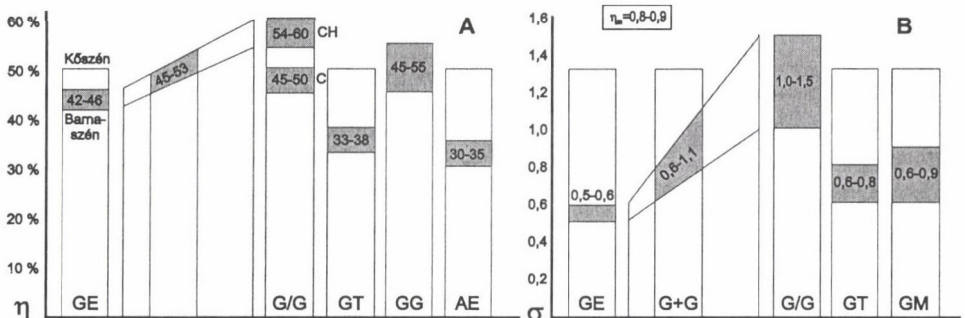 60 %
50 %
40 %
30 %
20 %
10 %
η
A
Kőszén
42-46
Barna-
szén
45-53
54-60
CH
45-50
C
33-38
45-55
30-35
GE
G/G
GT
GG
AE
1,6
1,4
1,2
1,0
0,8
0,6
0,4
0,2
σ
=0,8-0,9
B
0,5-0,6
0,6-1,1
1,0-1,5
0,6-0,8
0,6-0,9
GE
G+G
G/G
GT
GM